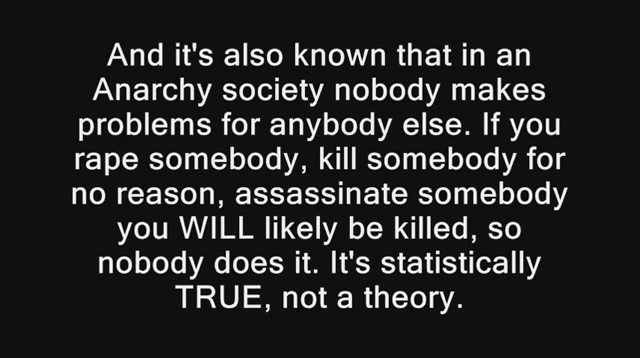 And it's also known that in an
Anarchy society nobody makes
problems for anybody else. If you
rape somebody, kill somebody for
no reason, assassinate somebody
you WILL likely be killed, so
nobody does it. It's statistically
TRUE, not a theory.